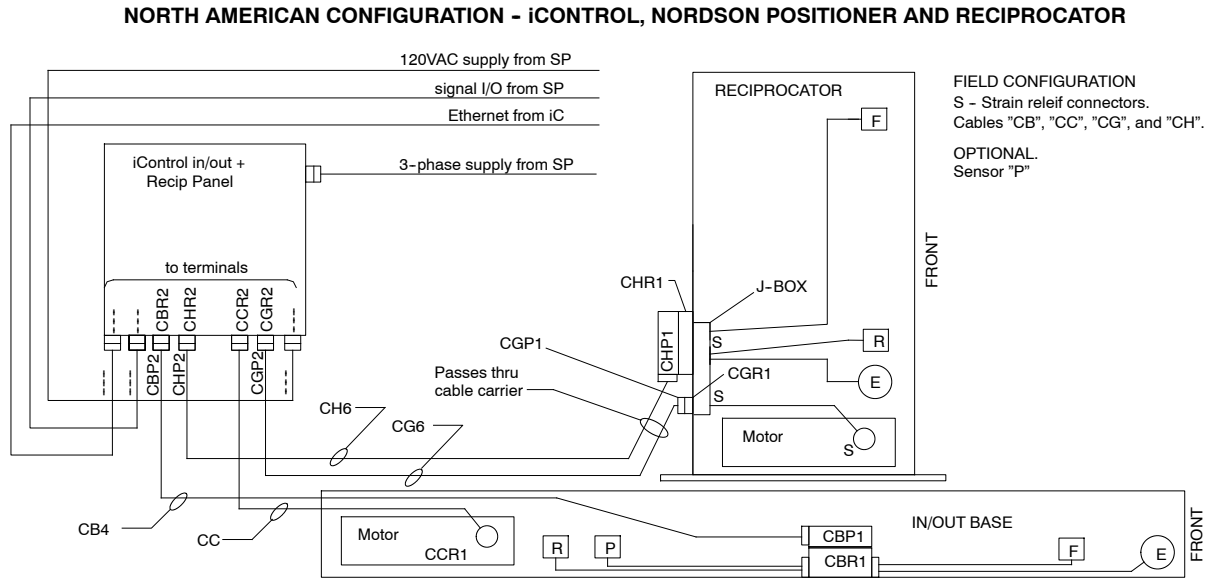 NORTH AMERICAN CONFIGURATION - iCONTROL, NORDSON POSITIONER AND RECIPROCATOR
120VAC supply from SP
signal I/O from SP
Ethernet from iC
3-phase supply from SP
iControl in/out +
Recip Panel
to terminals
CBR2
CHR2
CCR2
CGR2
CBP2
CHP2
CGP2
RECIPROCATOR
F
FIELD CONFIGURATION
S - Strain releif connectors.
Cables "CB", "CC", "CG", and "CH".
OPTIONAL.
Sensor "P"
FRONT
CHR1
J-BOX
CHP1
S
R
CGP1
Passes thru
cable carrier
CGR1
E
S
CH6
CG6
Motor
S
CB4
CC
Motor
CCR1
R
P
CBP1
CBR1
IN/OUT BASE
F
E
FRONT